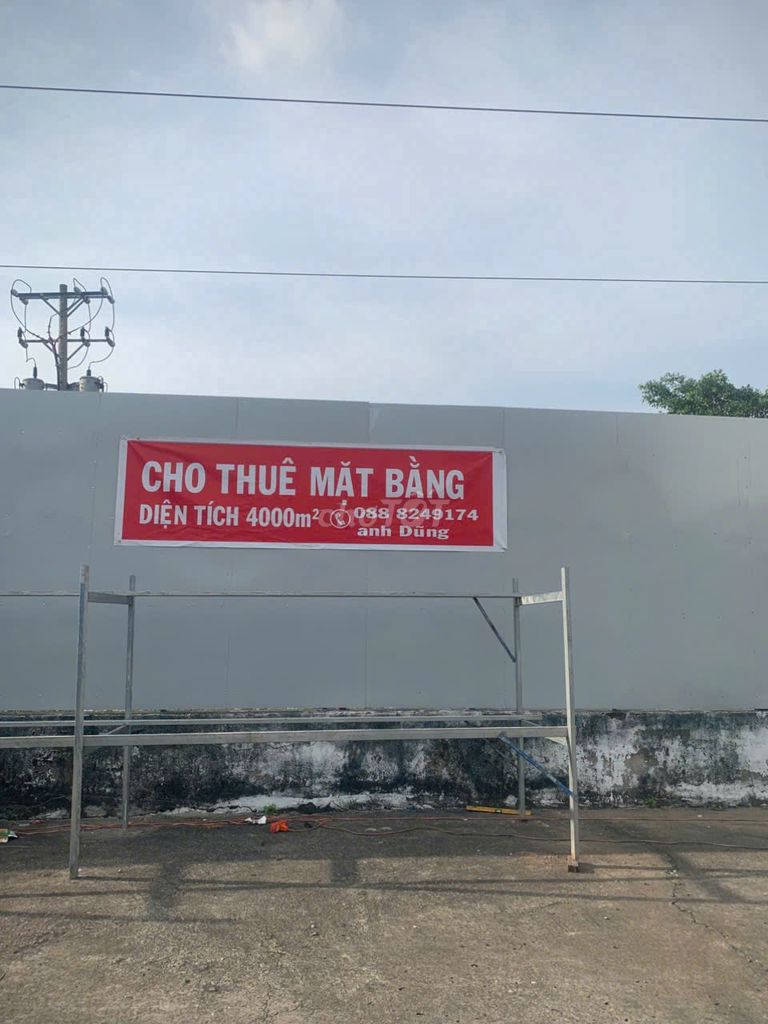 CHO THUÊ MẶT BẰNG
DIỆN TÍCH 4000m² 088 8249174
anh Dũng